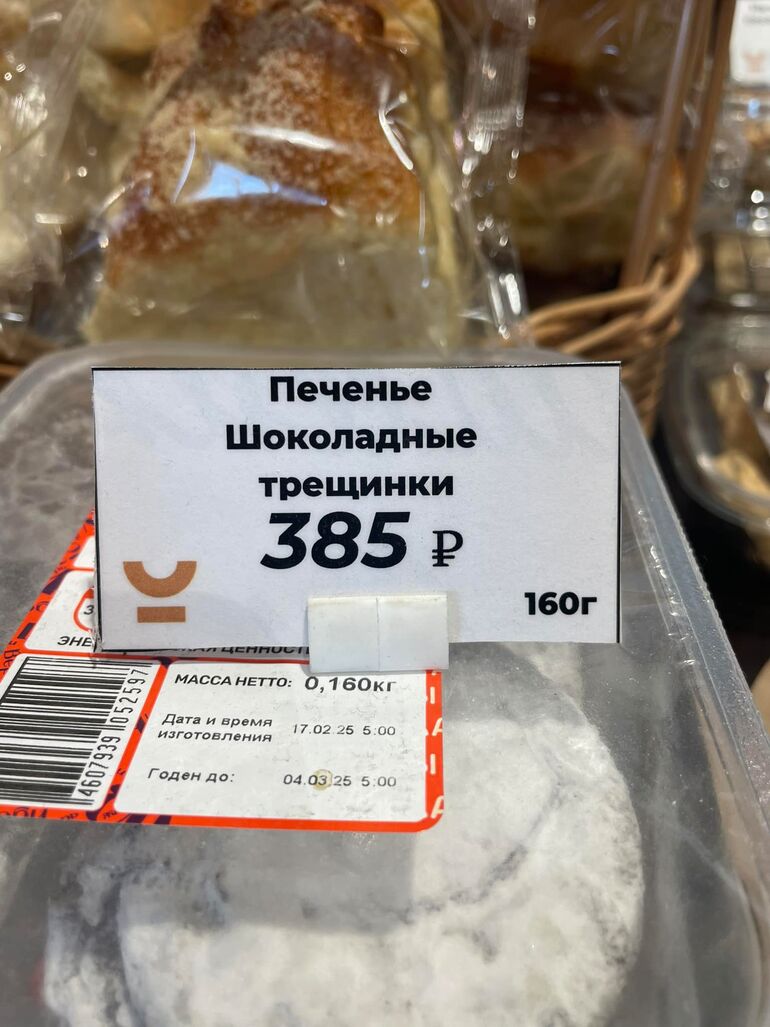 Печенье
Шоколадные
трещинки
385 ₽
160г
МАССА НЕТТО: 0,160кг
Дата и время
изготовления 17.02.25 5:00
Годен до: 04.03.25 5:00
4607939105259​7